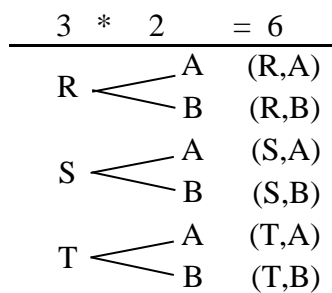 3 * 2 = 6
A (R,A)
R
B (R,B)
A (S,A)
S
B (S,B)
A (T,A)
T
B (T,B)